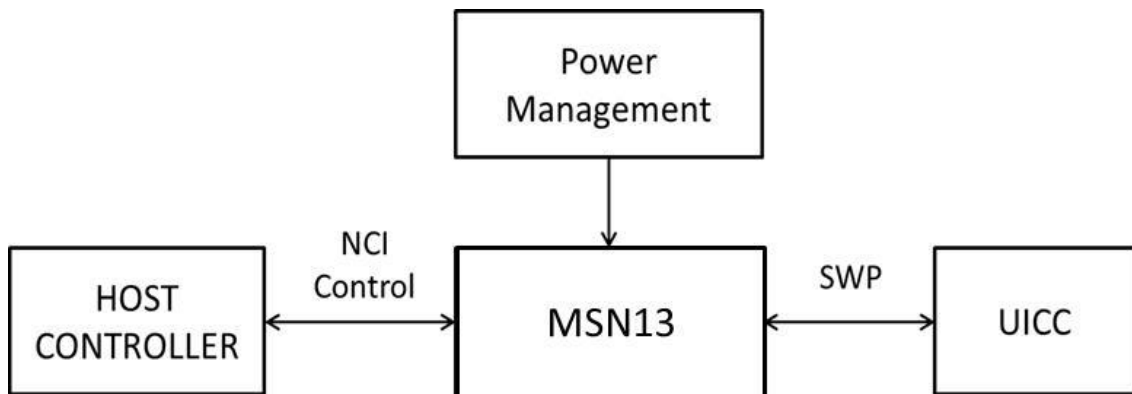 Power
Management
NCI
Control
SWP
HOST
CONTROLLER
MSN13
UICC